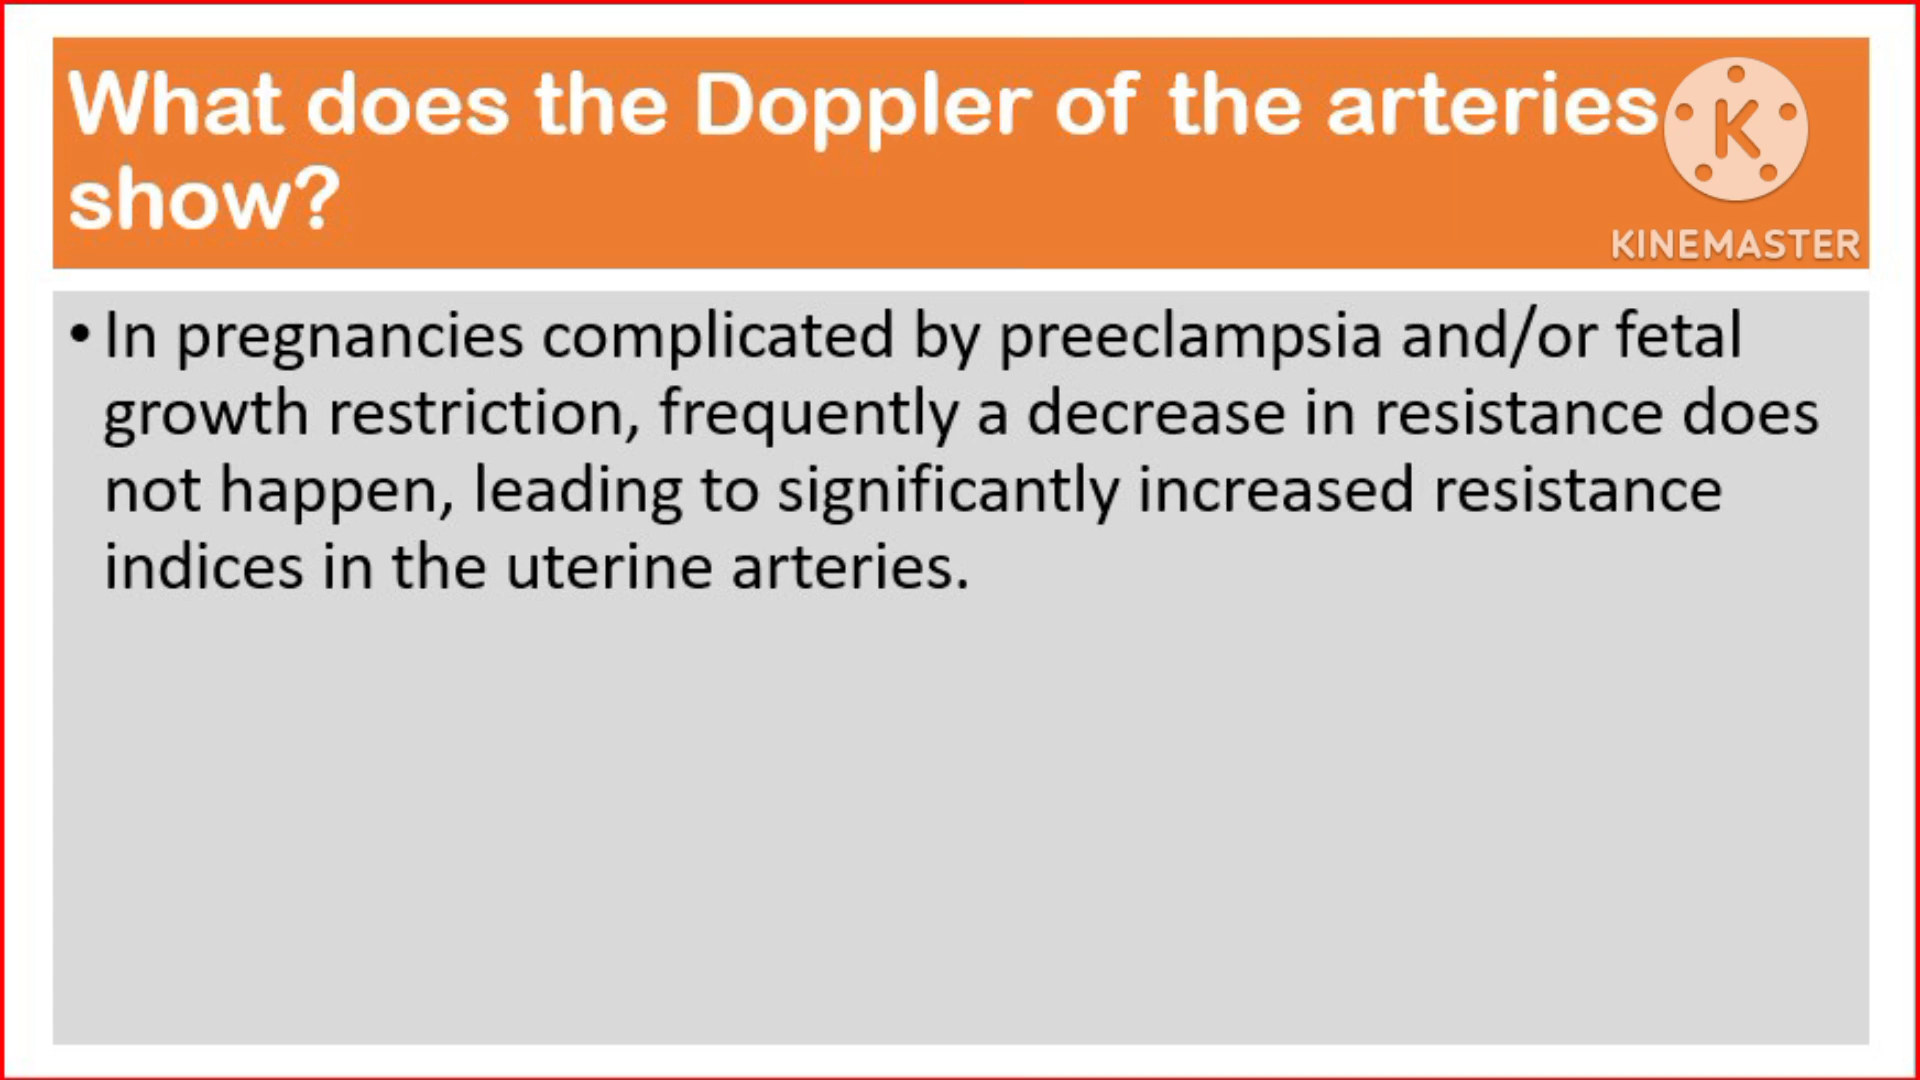 What does the Doppler of the arteries
show?
K
KINEMASTER
• In pregnancies complicated by preeclampsia and/or fetal
growth restriction, frequently a decrease in resistance does
not happen, leading to significantly increased resistance
indices in the uterine arteries.